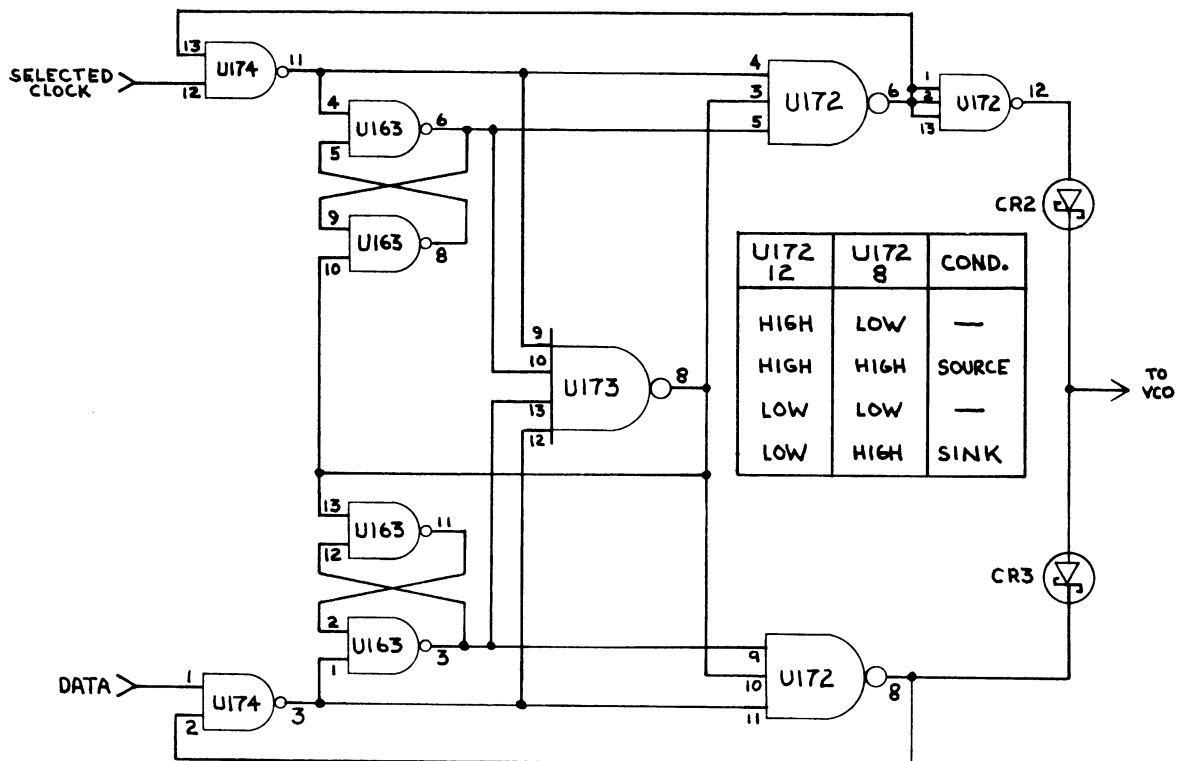 13
U174
11
12
SELECTED
CLOCK
4
U163
6
5
9
U163
8
10
4
3
U172
6
5
1
2
U172
12
13
CR2
9
10
U173
8
13
12
U172 12 U172 8 COND.
HIGH LOW —
HIGH HIGH SOURCE
LOW LOW —
LOW HIGH SINK
TO
VCO
13
U163
11
12
2
U163
3
1
CR3
DATA
1
U174
3
2
9
10
U172
8
11